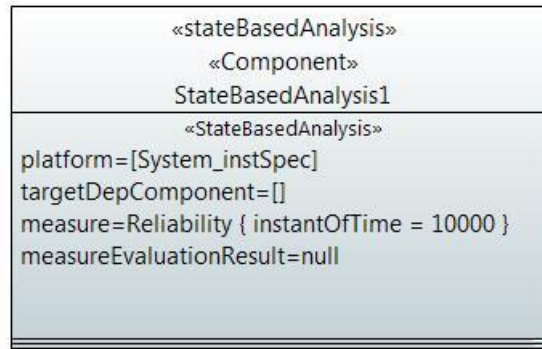 «stateBasedAnalysis»
«Component»
StateBasedAnalysis1
«StateBasedAnalysis»
platform=[System_instSpec]
targetDepComponent=[]
measure=Reliability { instantOfTime = 10000 }
measureEvaluationResult=null